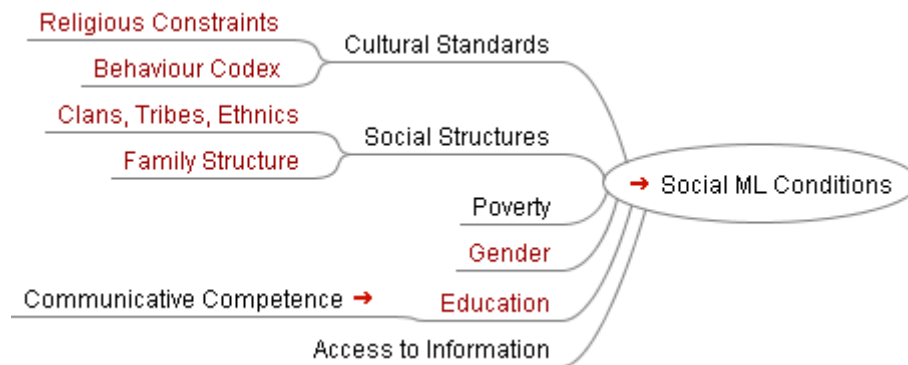 Religious Constraints
Cultural Standards
Behaviour Codex
Clans, Tribes, Ethnics
Social Structures
Family Structure
➜ Social ML Conditions
Poverty
Gender
Communicative Competence ➜
Education
Access to Information